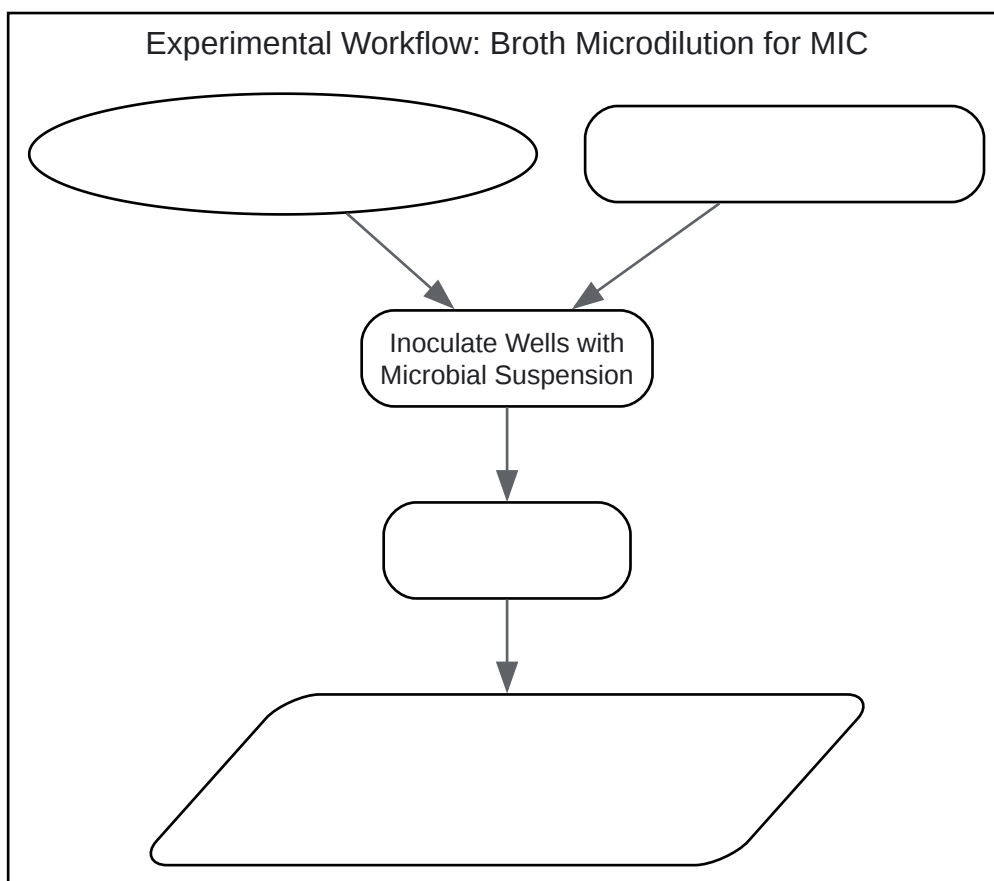 Experimental Workflow: Broth Microdilution for MIC
Inoculate Wells with
Microbial Suspension